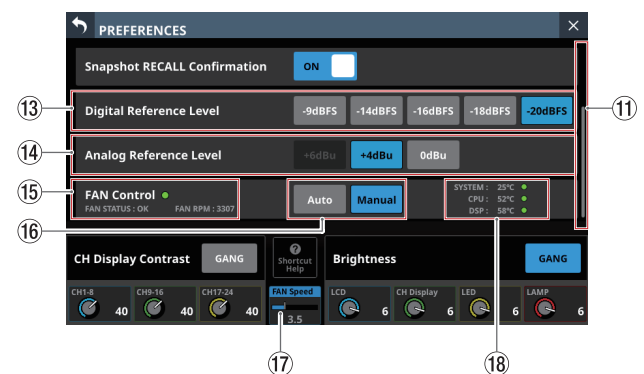 PREFERENCES
Snapshot RECALL Confirmation ON
⑬ Digital Reference Level -9dBFS -14dBFS -16dBFS -18dBFS -20dBFS ⑪
⑭ Analog Reference Level +6dBu +4dBu 0dBu
⑮ FAN Control Auto Manual
FAN STATUS : OK FAN RPM : 3307
SYSTEM : 25°C
CPU : 52°C
DSP : 58°C
⑯
CH Display Contrast GANG
Shortcut
Help
Brightness GANG
CH1-8 CH9-16 CH17-24 FAN Speed LCD CH Display LED LAMP
40 40 40 3.5 6 6 6 6
⑰ ⑱